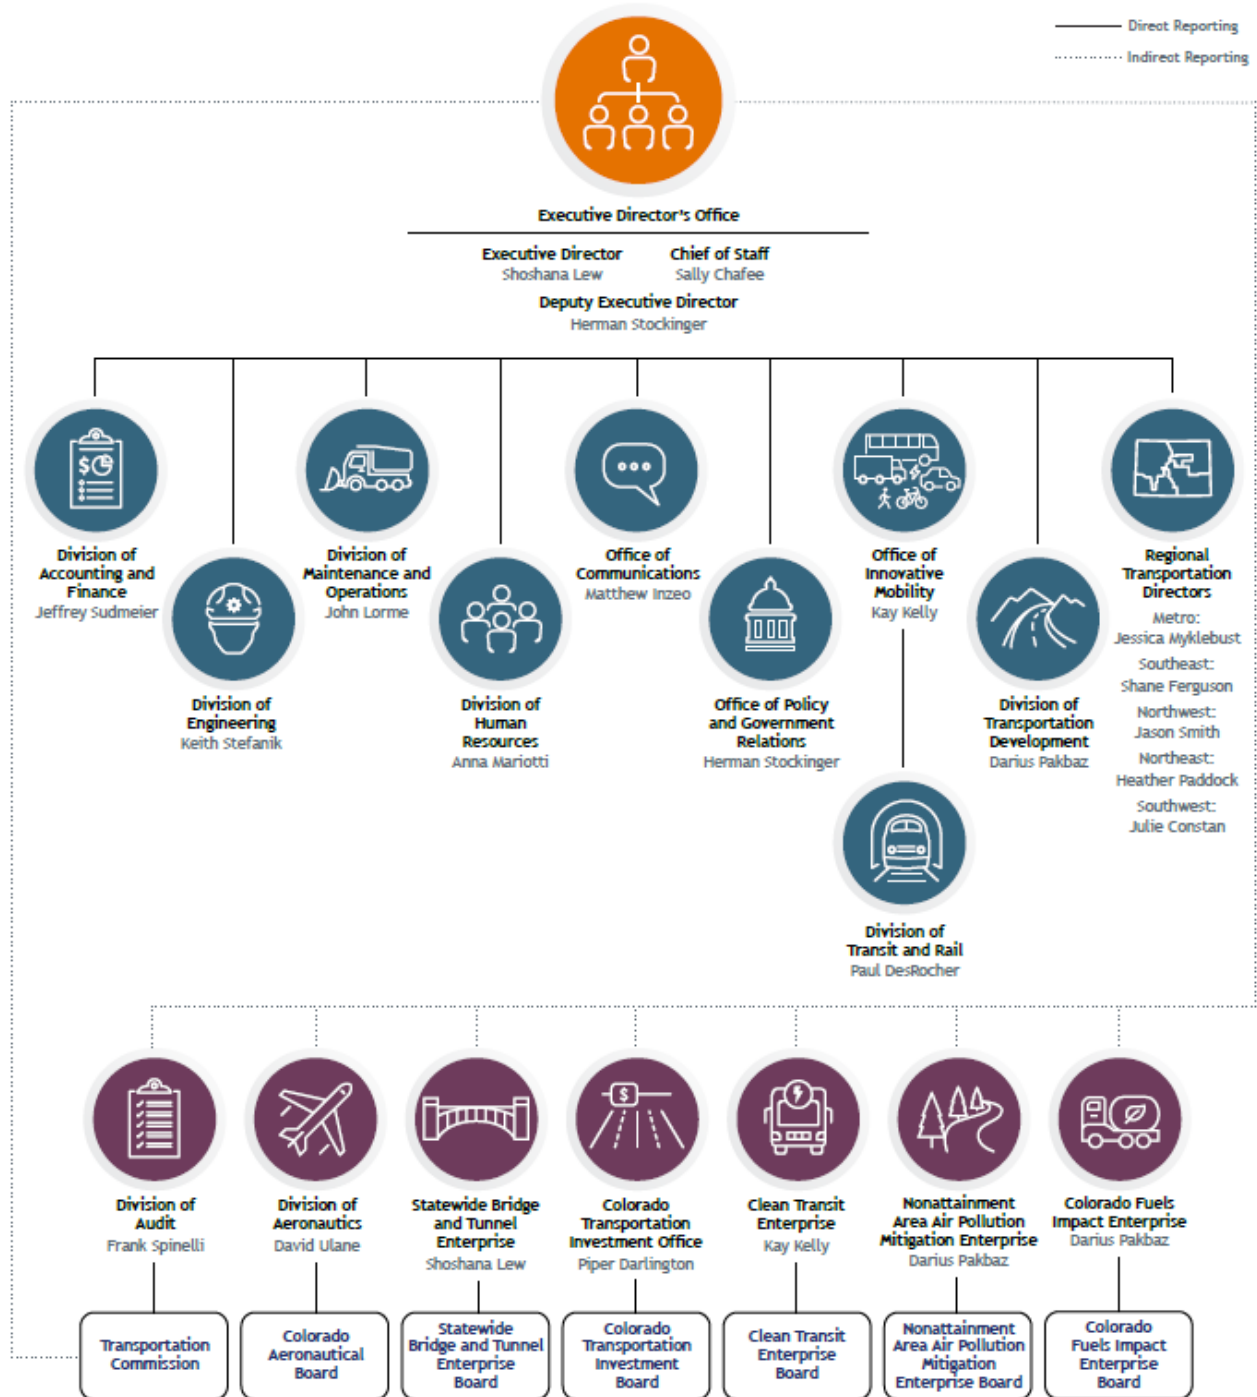 Direct Reporting
Indirect Reporting
Executive Director's Office
Executive Director
Shoshana Lew
Chief of Staff
Sally Chafee
Deputy Executive Director
Herman Stockinger
Division of
Accounting and
Finance
Jeffrey Sudmeier
Division of
Engineering
Keith Stefanik
Division of
Maintenance and
Operations
John Lorme
Division of
Human
Resources
Anna Mariotti
Office of
Communications
Matthew Inzeo
Office of Policy
and Government
Relations
Herman Stockinger
Office of
Innovative
Mobility
Kay Kelly
Division of
Transit and Rail
Paul DesRocher
Division of
Transportation
Development
Darius Pakbaz
Regional
Transportation
Directors
Metro:
Jessica Myklebust
Southeast:
Shane Ferguson
Northwest:
Jason Smith
Northeast:
Heather Paddock
Southwest:
Julie Constan
$
$
Division of
Audit
Frank Spinelli
Division of
Aeronautics
David Ulane
Statewide Bridge
and Tunnel
Enterprise
Shoshana Lew
Colorado
Transportation
Investment Office
Piper Darlington
Clean Transit
Enterprise
Kay Kelly
Nonattainment
Area Air Pollution
Mitigation Enterprise
Darius Pakbaz
Colorado Fuels
Impact Enterprise
Darius Pakbaz
Transportation
Commission
Colorado
Aeronautical
Board
Statewide
Bridge and Tunnel
Enterprise
Board
Colorado
Transportation
Investment
Board
Clean Transit
Enterprise
Board
Nonattainment
Area Air Pollution
Mitigation
Enterprise Board
Colorado
Fuels Impact
Enterprise
Board